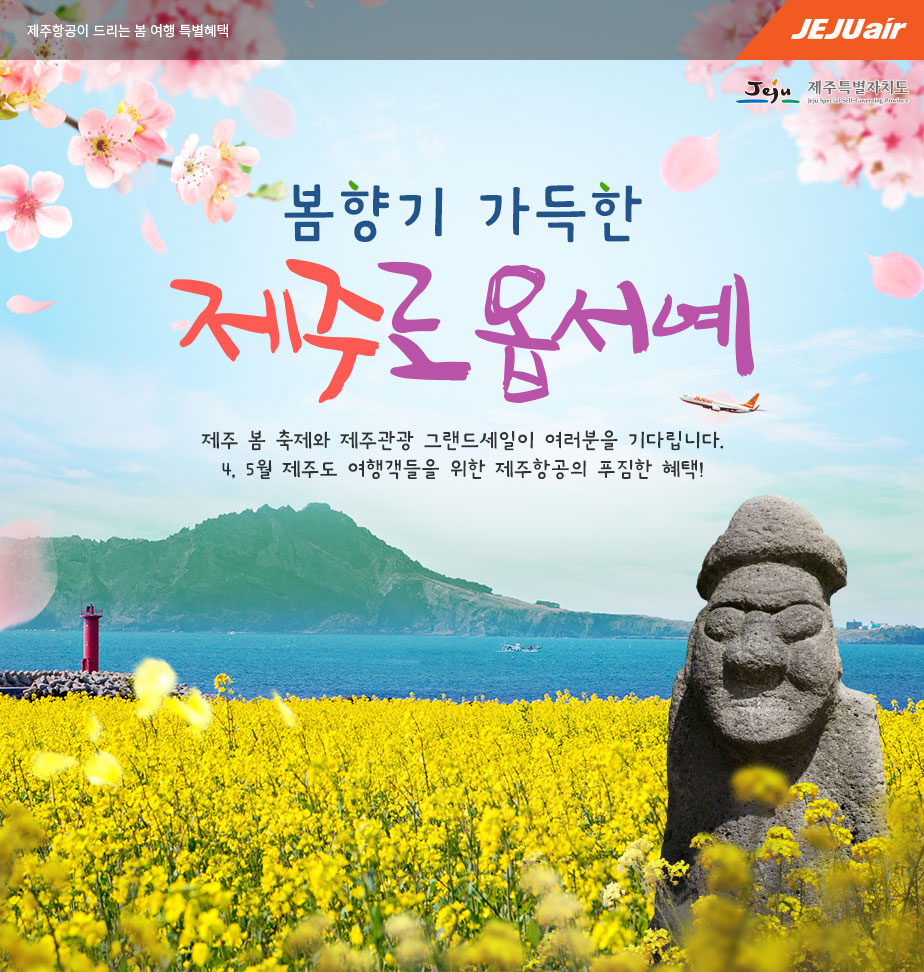 제주항공이 드리는 봄 여행 특별혜택
JEJUair
Jeju 제주특별자치도
Jeju Special Self-Governing Province
봄향기 가득한
제주로 옵서예
제주 봄 축제와 제주관광 그랜드세일이 여러분을 기다립니다.
4, 5월 제주도 여행객들을 위한 제주항공의 푸짐한 혜택!